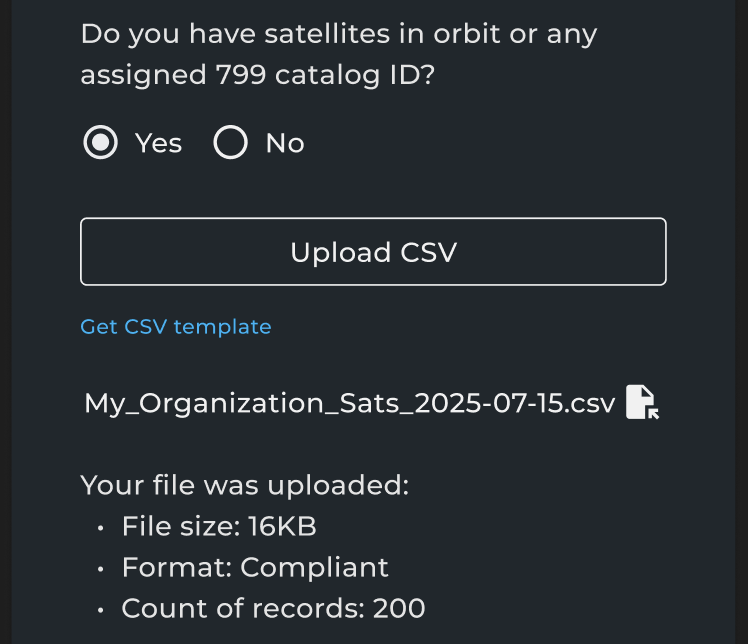 Do you have satellites in orbit or any
assigned 799 catalog ID?
Yes No
Upload CSV
Get CSV template
My_Organization_Sats_2025-07-15.csv
Your file was uploaded:
• File size: 16KB
• Format: Compliant
• Count of records: 200